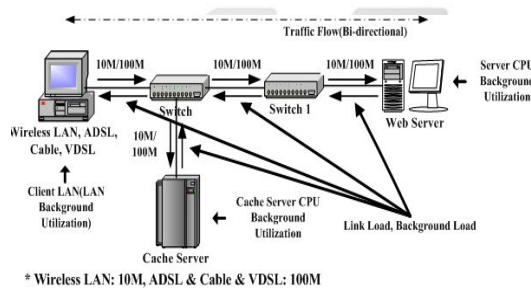 Traffic Flow(Bi-directional)
10M/100M
10M/100M
10M/100M
Server CPU
Background
Utilization
Switch
Switch 1
Web Server
Wireless LAN, ADSL,
Cable, VDSL
10M/
100M
Client LAN(LAN
Background
Utilization)
Cache Server CPU
Background
Utilization
Link Load, Background Load
Cache Server
* Wireless LAN: 10M, ADSL & Cable & VDSL: 100M